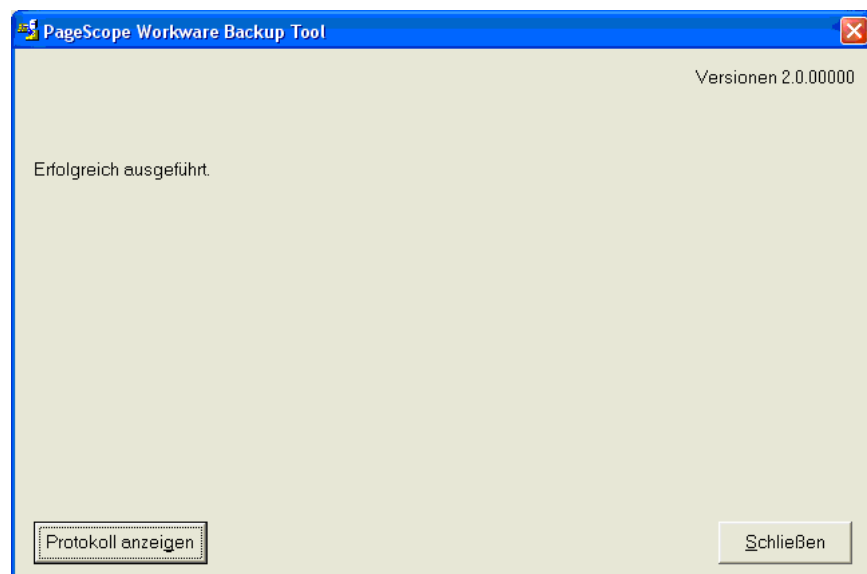 PageScope Workware Backup Tool
Versionen 2.0.00000
Erfolgreich ausgeführt.
Protokoll anzeigen
Schließen